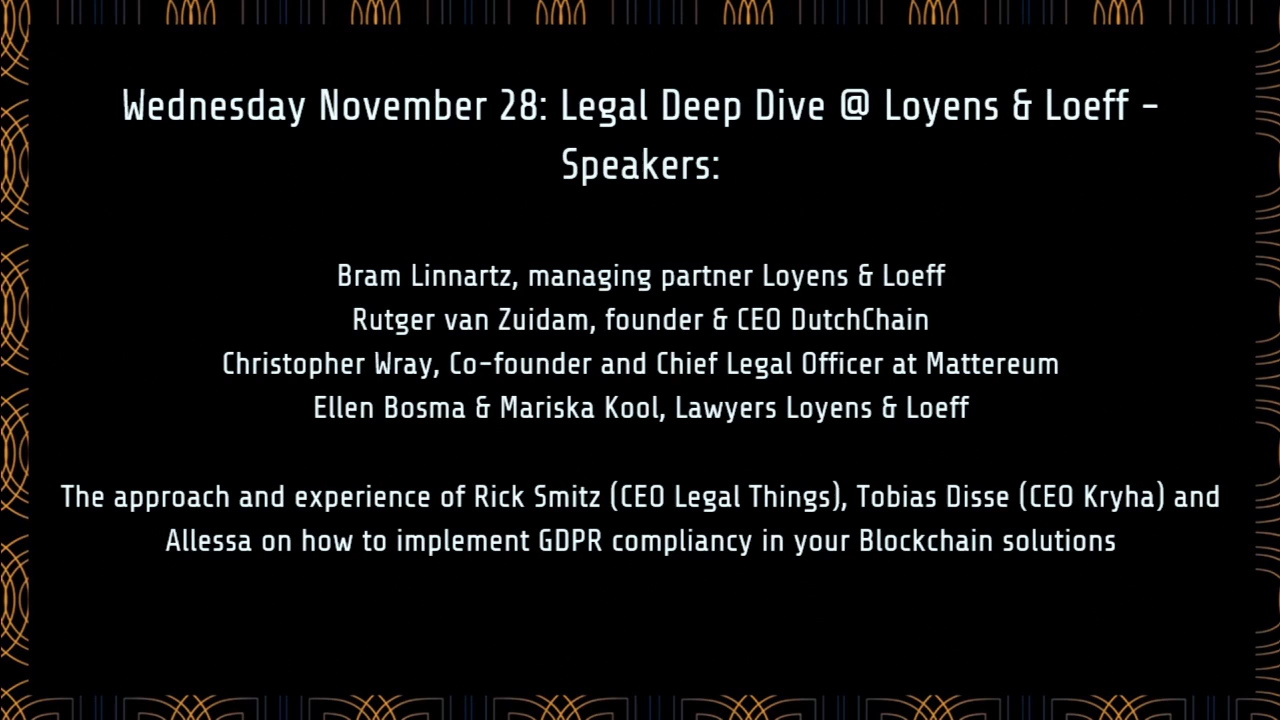 Wednesday November 28: Legal Deep Dive @ Loyens & Loeff -
Speakers:
Bram Linnartz, managing partner Loyens & Loeff
Rutger van Zuidam, founder & CEO DutchChain
Christopher Wray, Co-founder and Chief Legal Officer at Mattereum
Ellen Bosma & Mariska Kool, Lawyers Loyens & Loeff
The approach and experience of Rick Smitz (CEO Legal Things), Tobias Disse (CEO Kryha) and
Allessa on how to implement GDPR compliancy in your Blockchain solutions